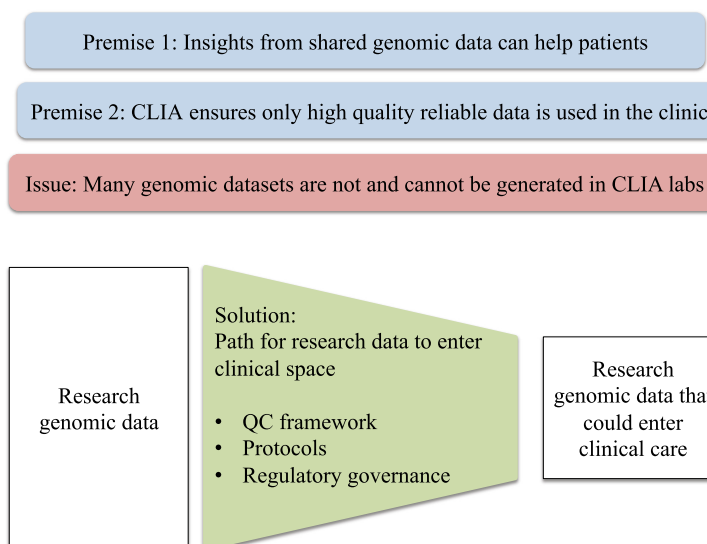 Premise 1: Insights from shared genomic data can help patients
Premise 2: CLIA ensures only high quality reliable data is used in the clinic
Issue: Many genomic datasets are not and cannot be generated in CLIA labs
Solution:
Path for research data to enter
clinical space
• QC framework
• Protocols
• Regulatory governance
Research
genomic data
Research
genomic data that
could enter
clinical care